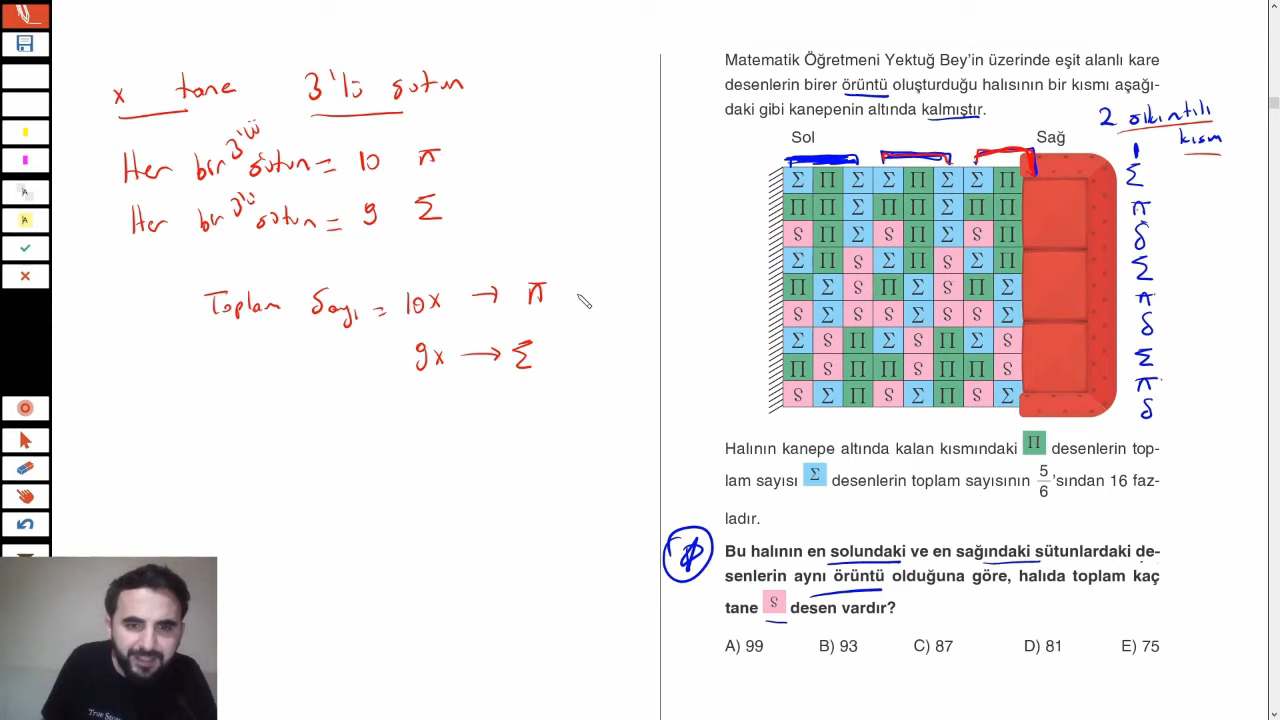 x tane 3'lü sütun
Her bir 3'lü sütun = 10 π
Her bir 3'lü sütun = 9 Σ
Toplam sayı = 10x → π
9x → Σ
Matematik Öğretmeni Yektuğ Bey'in üzerinde eşit alanlı kare
desenlerin birer örüntü oluşturduğu halısının bir kısmı aşağı-
daki gibi kanepenin altında kalmıştır.
2 sıkıntılı
kısım
Sol Sağ
Σ Π Σ Σ Π Σ Σ Π
Π Π Σ Π Π Π Π Π
S Π Σ S Π Σ S Π
Σ Π S Σ Π S Σ Π
Π Σ S Π Σ S Π Σ
S Σ S S Σ S S Σ
Σ S Π Σ S Π Σ S
Π S Π Π S Π Π S
S Σ Π S Σ Π S Σ
Σ
π
δ
Σ
π
δ
Σ
π
δ
Halının kanepe altında kalan kısmındaki Π desenlerin top-
lam sayısı Σ desenlerin toplam sayısının 5/6'sından 16 faz-
ladır.
Bu halının en solundaki ve en sağındaki sütunlardaki de-
senlerin aynı örüntü olduğuna göre, halıda toplam kaç
tane S desen vardır?
A) 99 B) 93 C) 87 D) 81 E) 75